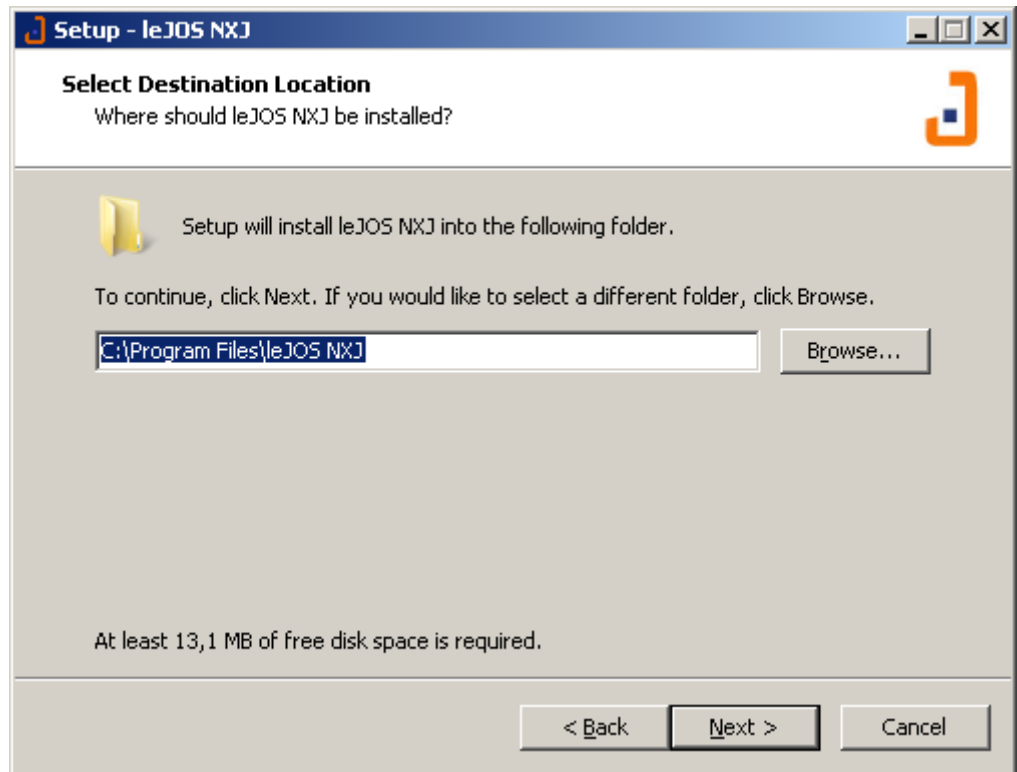 Setup - leJOS NXJ
Select Destination Location
Where should leJOS NXJ be installed?
Setup will install leJOS NXJ into the following folder.
To continue, click Next. If you would like to select a different folder, click Browse.
C:\Program Files\leJOS NXJ
Browse...
At least 13,1 MB of free disk space is required.
< Back
Next >
Cancel